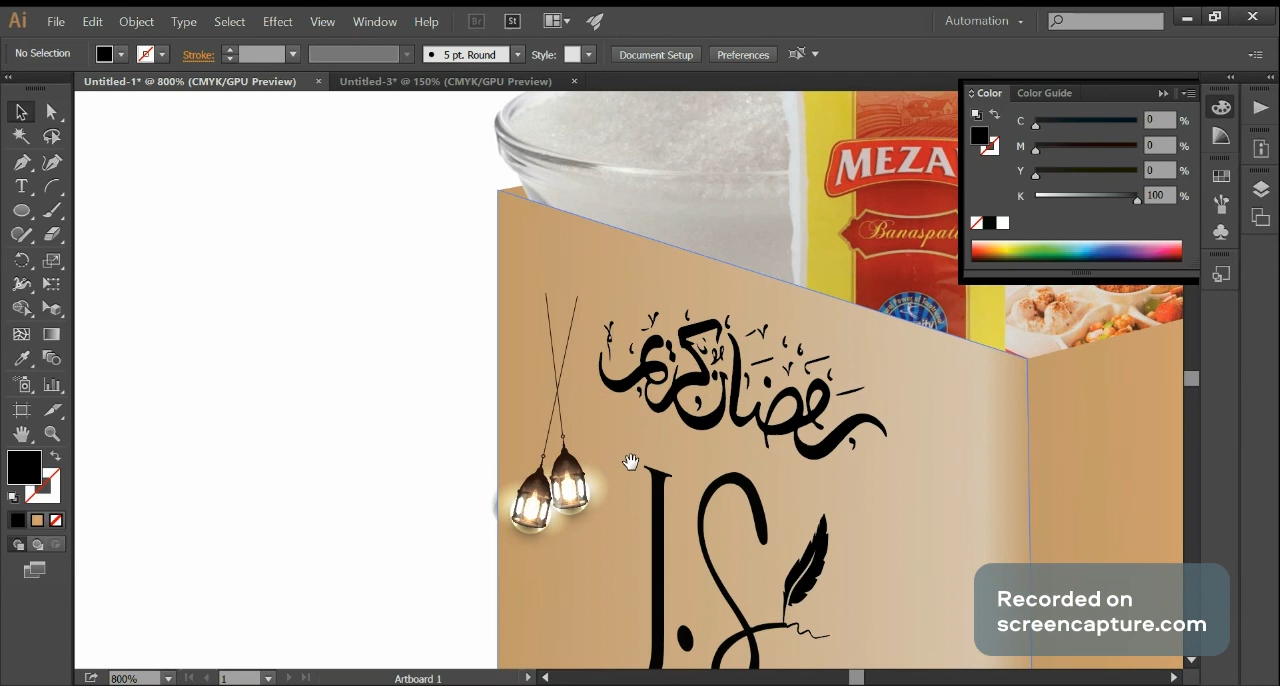 Ai File Edit Object Type Select Effect View Window Help Br St Automation
No Selection Stroke: 5 pt. Round Style: Document Setup Preferences
Untitled-1* @ 800% (CMYK/GPU Preview) × Untitled-3* @ 150% (CMYK/GPU Preview) ×
Color Color Guide
C 0 %
M 0 %
Y 0 %
K 100 %
MEZA
Banaspati
رمضان كريم
I.S
Recorded on
screencapture.com
800% 1 Artboard 1